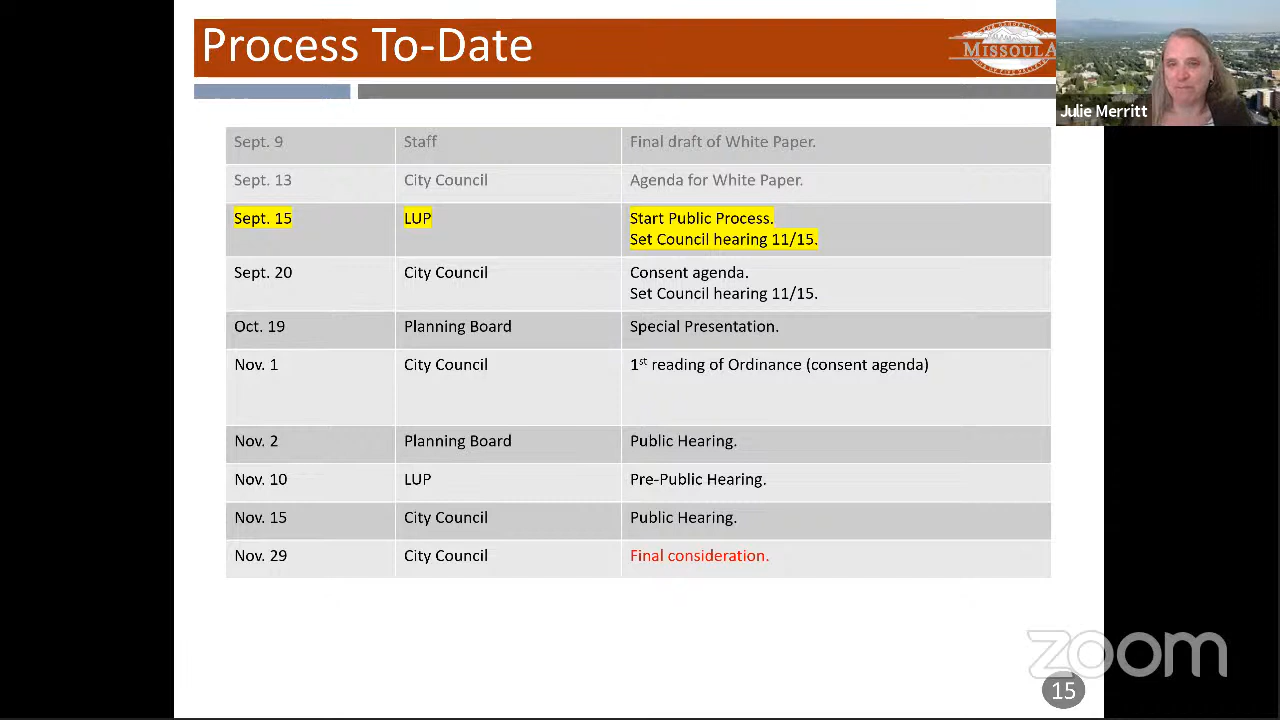 Process To-Date
MISSOULA
Julie Merritt
Sept. 9 Staff Final draft of White Paper.
Sept. 13 City Council Agenda for White Paper.
Sept. 15 LUP Start Public Process.
Set Council hearing 11/15.
Sept. 20 City Council Consent agenda.
Set Council hearing 11/15.
Oct. 19 Planning Board Special Presentation.
Nov. 1 City Council 1st reading of Ordinance (consent agenda)
Nov. 2 Planning Board Public Hearing.
Nov. 10 LUP Pre-Public Hearing.
Nov. 15 City Council Public Hearing.
Nov. 29 City Council Final consideration.
zoom
15